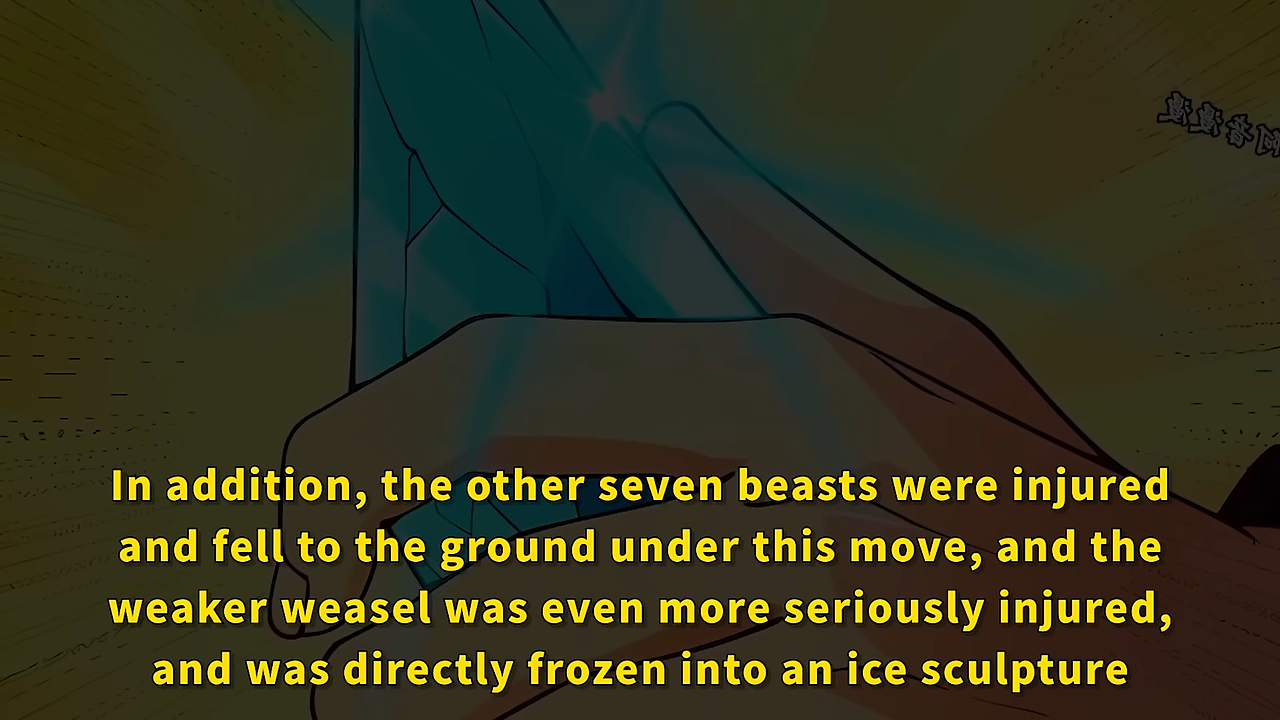 In addition, the other seven beasts were injured
and fell to the ground under this move, and the
weaker weasel was even more seriously injured,
and was directly frozen into an ice sculpture